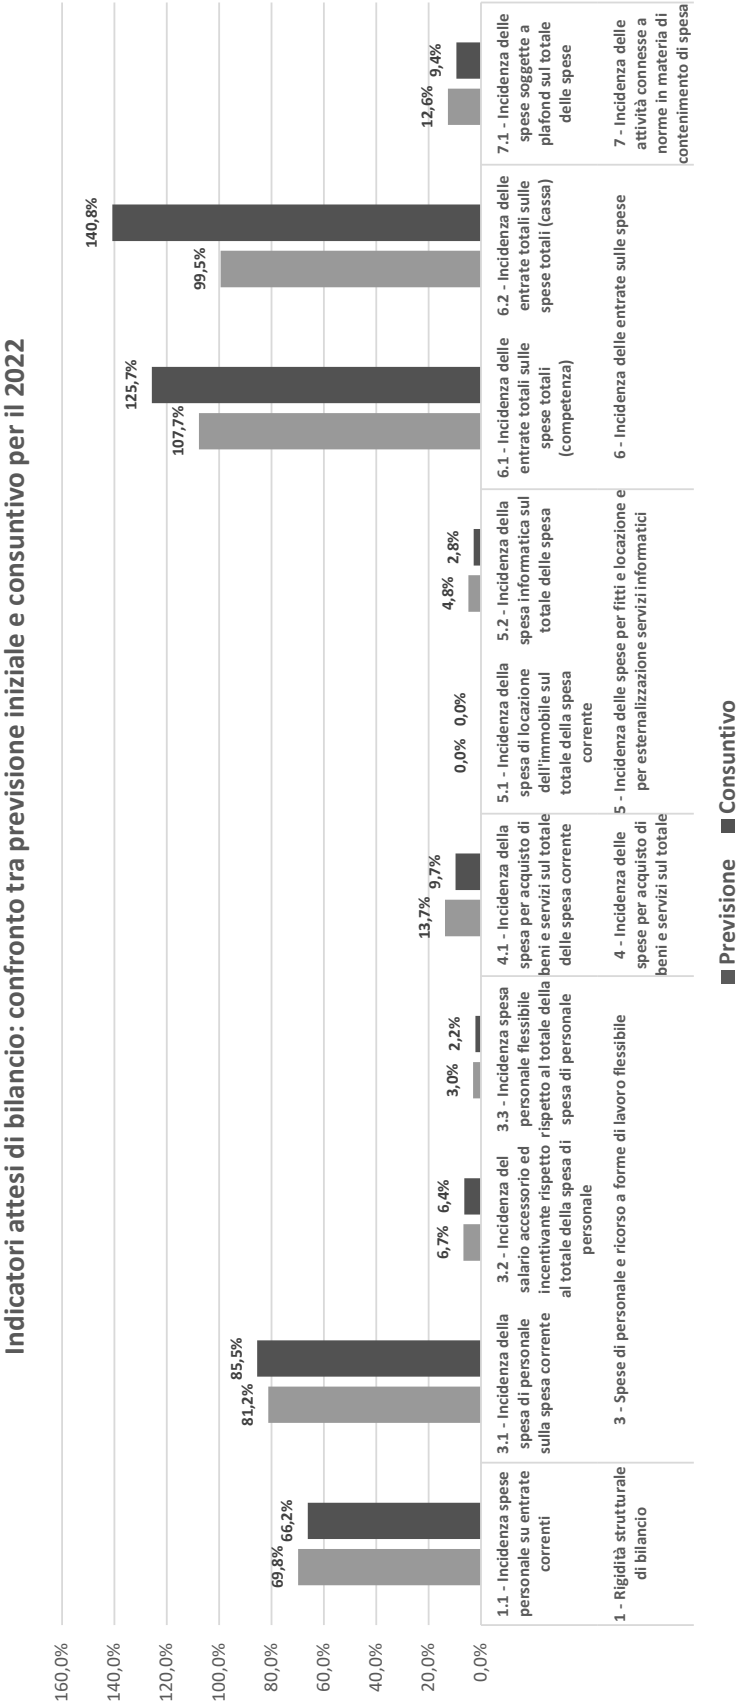 Indicatori attesi di bilancio: confronto tra previsione iniziale e consuntivo per il 2022
160,0%
140,0%
120,0%
100,0%
80,0%
60,0%
40,0%
20,0%
0,0%
69,8%
66,2%
81,2%
85,5%
6,7%
6,4%
3,0%
2,2%
13,7%
9,7%
0,0%
0,0%
4,8%
2,8%
107,7%
125,7%
99,5%
140,8%
12,6%
9,4%
1.1 - Incidenza spese
personale su entrate
correnti
3.1 - Incidenza della
spesa di personale
sulla spesa corrente
3.2 - Incidenza del
salario accessorio ed
incentivante rispetto
al totale della spesa di
personale
3.3 - Incidenza spesa
personale flessibile
rispetto al totale della
spesa di personale
4.1 - Incidenza della
spesa per acquisto di
beni e servizi sul totale
delle spesa corrente
5.1 - Incidenza della
spesa di locazione
dell'immobile sul
totale della spesa
corrente
5.2 - Incidenza della
spesa informatica sul
totale delle spesa
6.1 - Incidenza delle
entrate totali sulle
spese totali
(competenza)
6.2 - Incidenza delle
entrate totali sulle
spese totali (cassa)
7.1 - Incidenza delle
spese soggette a
plafond sul totale
delle spese
1 - Rigidità strutturale
di bilancio
3 - Spese di personale e ricorso a forme di lavoro flessibile
4 - Incidenza delle
spese per acquisto di
beni e servizi sul totale
5 - Incidenza delle spese per fitti e locazione e
per esternalizzazione servizi informatici
6 - Incidenza delle entrate sulle spese
7 - Incidenza delle
attività connesse a
norme in materia di
contenimento di spesa
Previsione
Consuntivo